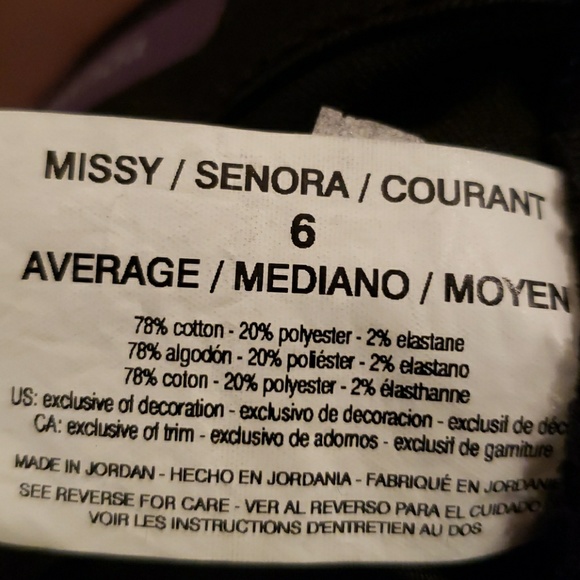 MISSY / SENORA / COURANT
6
AVERAGE / MEDIANO / MOYEN
78% cotton - 20% polyester - 2% elastane
78% algodón - 20% poliéster - 2% elastano
78% coton - 20% polyester - 2% élasthanne
US: exclusive of decoration - exclusivo de decoracion - exclusif de
CA: exclusive of trim - exclusivo de adornos - exclusif de garniture
MADE IN JORDAN - HECHO EN JORDANIA - FABRIQUÉ EN
SEE REVERSE FOR CARE - VER AL REVERSO PARA EL CUIDADO
VOIR LES INSTRUCTIONS D'ENTRETIEN AU DOS